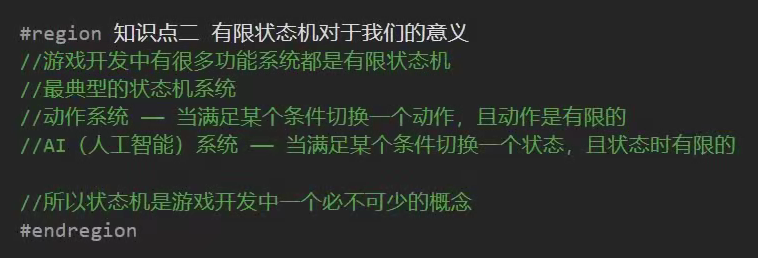 #region 知识点二 有限状态机对于我们的意义
//游戏开发中有很多功能系统都是有限状态机
//最典型的状态机系统
//动作系统 —— 当满足某个条件切换一个动作，且动作是有限的
//AI（人工智能）系统 —— 当满足某个条件切换一个状态，且状态时有限的
//所以状态机是游戏开发中一个必不可少的概念
#endregion